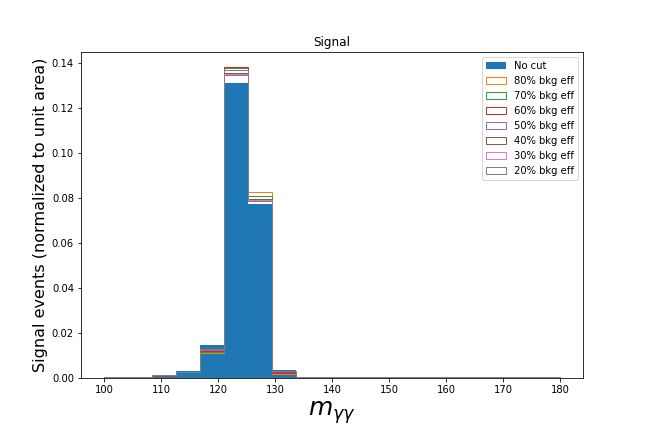 Signal
0.14
0.12
0.10
0.08
0.06
0.04
0.02
0.00
Signal events (normalized to unit area)
No cut
80% bkg eff
70% bkg eff
60% bkg eff
50% bkg eff
40% bkg eff
30% bkg eff
20% bkg eff
100 110 120 130 140 150 160 170 180
mγγ